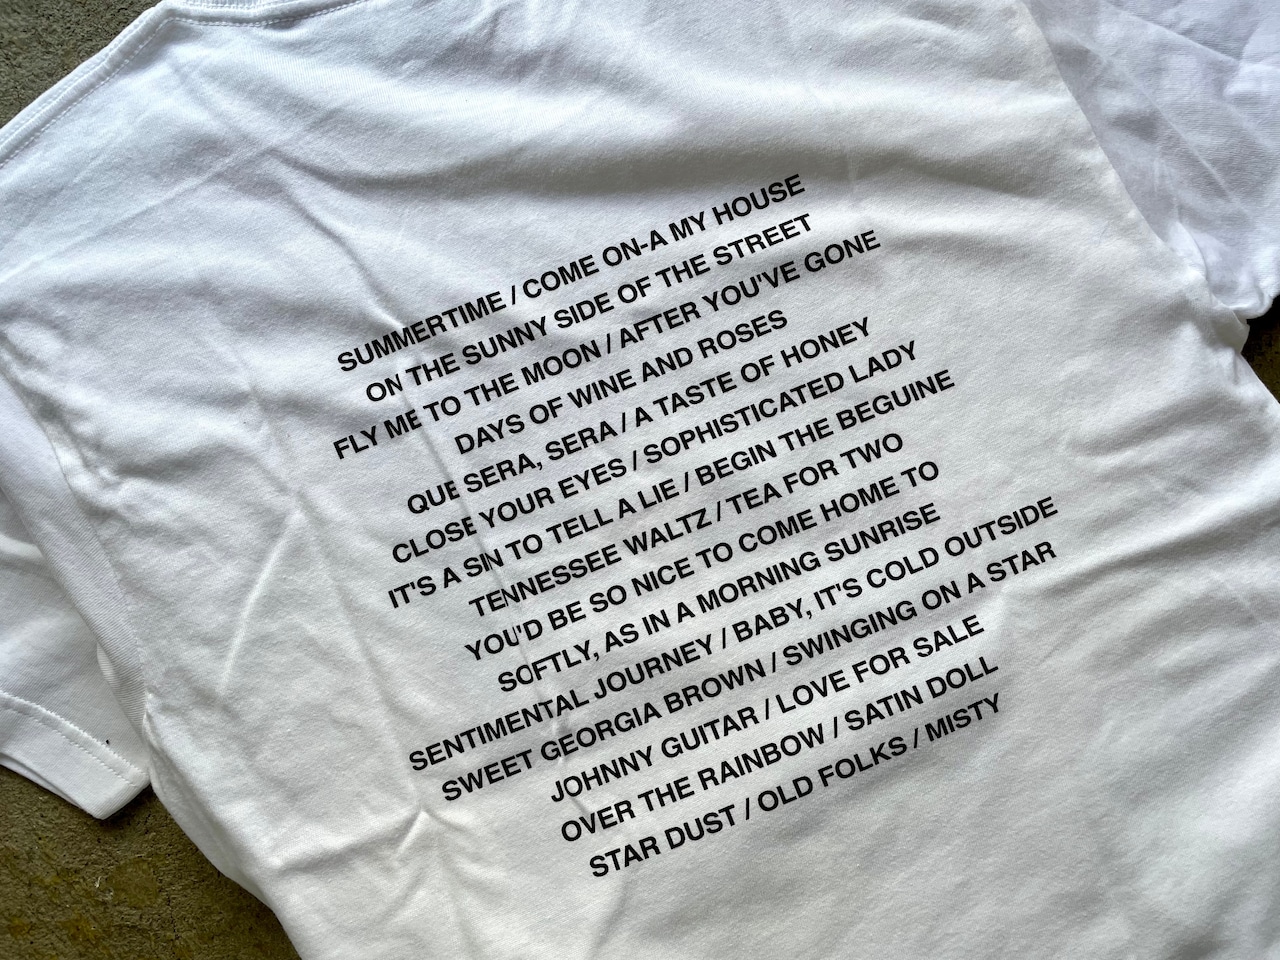 SUMMERTIME / COME ON-A MY HOUSE
ON THE SUNNY SIDE OF THE STREET
FLY ME TO THE MOON / AFTER YOU'VE GONE
DAYS OF WINE AND ROSES
QUE SERA, SERA / A TASTE OF HONEY
CLOSE YOUR EYES / SOPHISTICATED LADY
IT'S A SIN TO TELL A LIE / BEGIN THE BEGUINE
TENNESSEE WALTZ / TEA FOR TWO
YOU'D BE SO NICE TO COME HOME TO
SOFTLY, AS IN A MORNING SUNRISE
SENTIMENTAL JOURNEY / BABY, IT'S COLD OUTSIDE
SWEET GEORGIA BROWN / SWINGING ON A STAR
JOHNNY GUITAR / LOVE FOR SALE
OVER THE RAINBOW / SATIN DOLL
STAR DUST / OLD FOLKS / MISTY